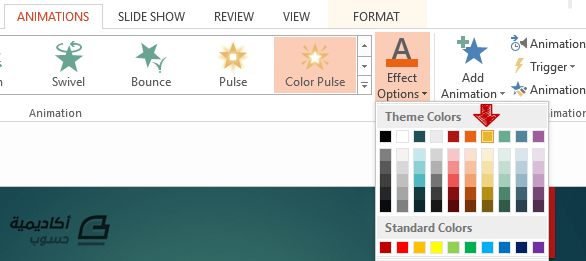 ANIMATIONS SLIDE SHOW REVIEW VIEW FORMAT
Swivel Bounce Pulse Color Pulse
Effect Options
Add Animation
Animation
Trigger
Animation
Animation
Theme Colors
Standard Colors
أكاديمية
حسوب